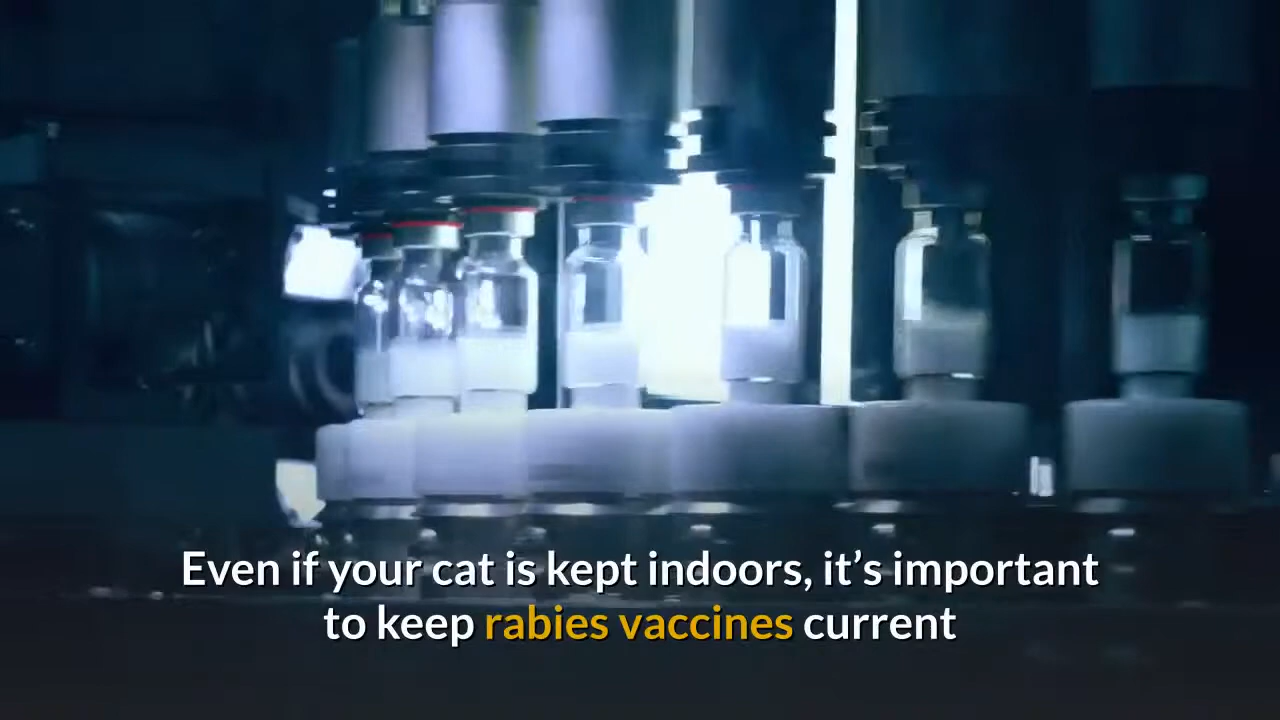 Even if your cat is kept indoors, it’s important
to keep rabies vaccines current